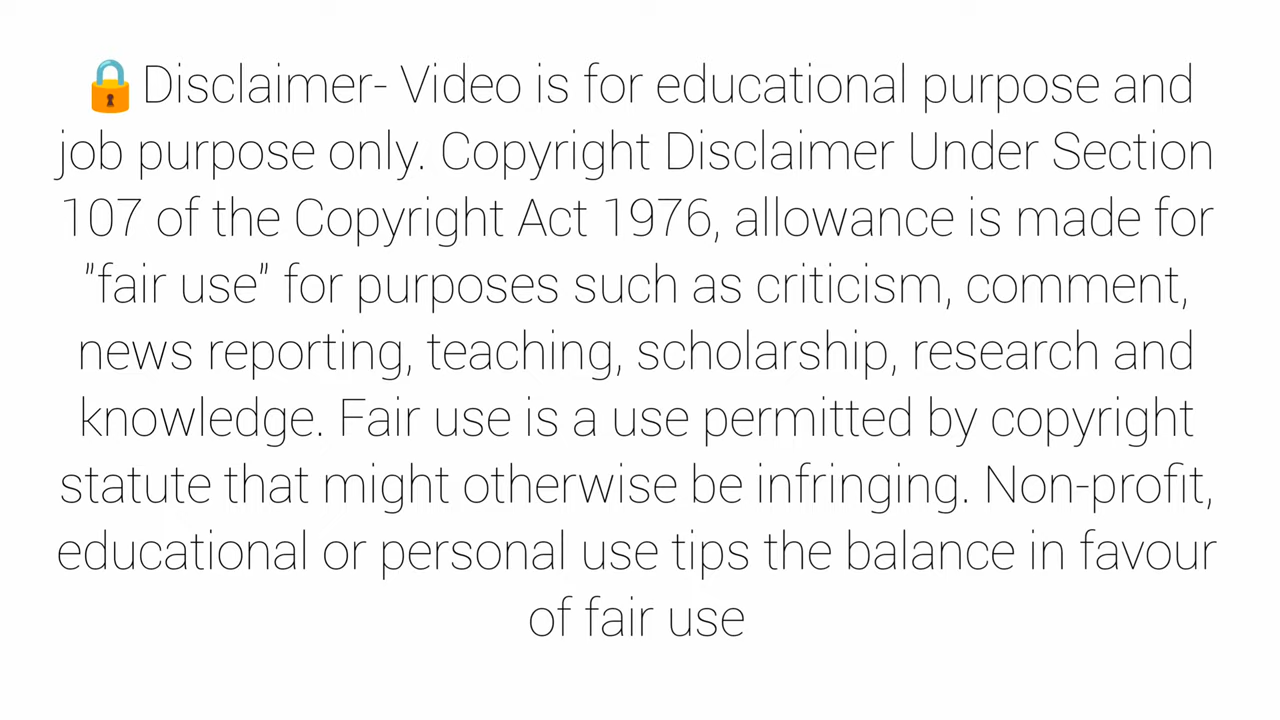 🔒Disclaimer- Video is for educational purpose and
job purpose only. Copyright Disclaimer Under Section
107 of the Copyright Act 1976, allowance is made for
"fair use" for purposes such as criticism, comment,
news reporting, teaching, scholarship, research and
knowledge. Fair use is a use permitted by copyright
statute that might otherwise be infringing. Non-profit,
educational or personal use tips the balance in favour
of fair use